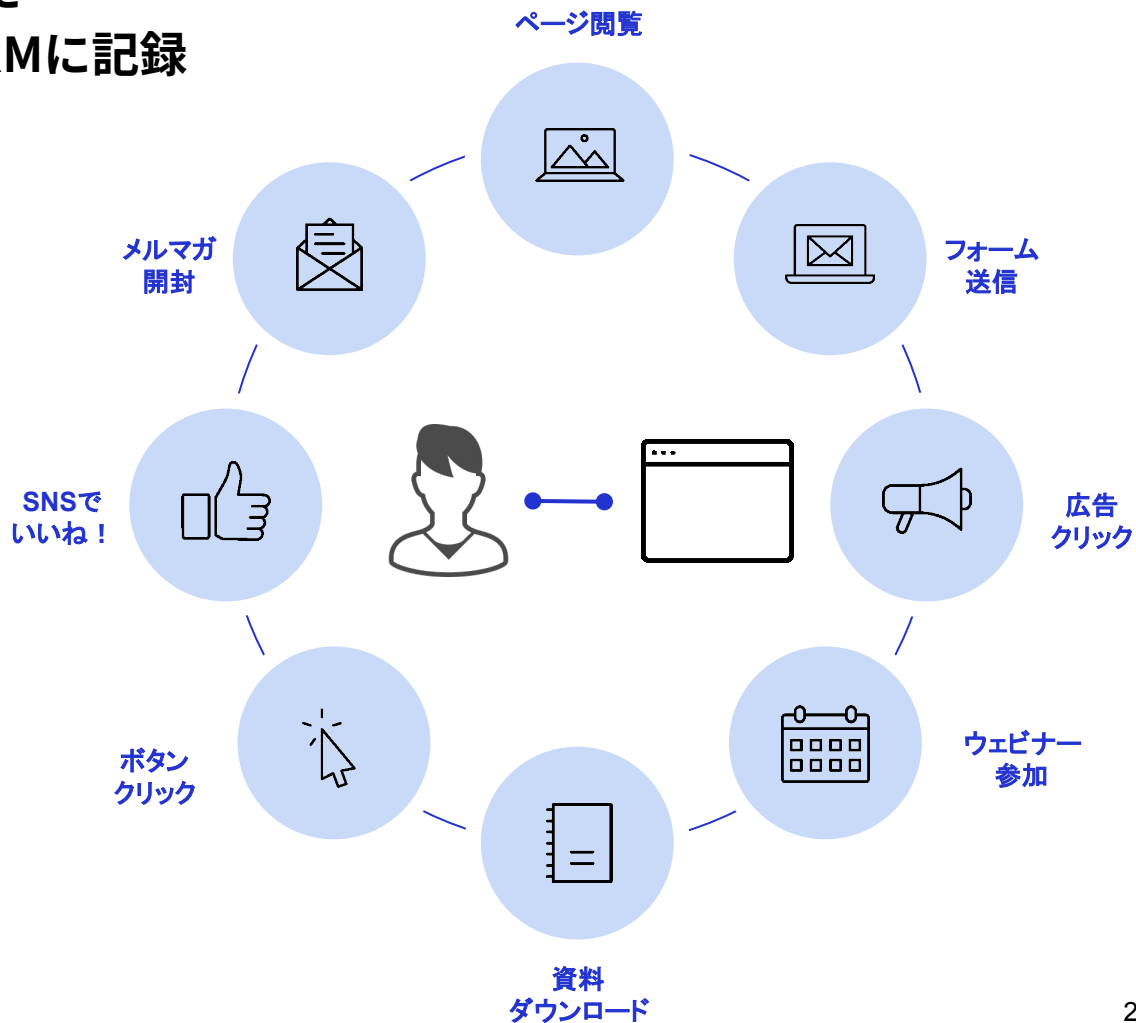 Mに記録
ページ閲覧
メルマガ
開封
フォーム
送信
SNSで
いいね！
広告
クリック
ボタン
クリック
ウェビナー
参加
資料
ダウンロード
2